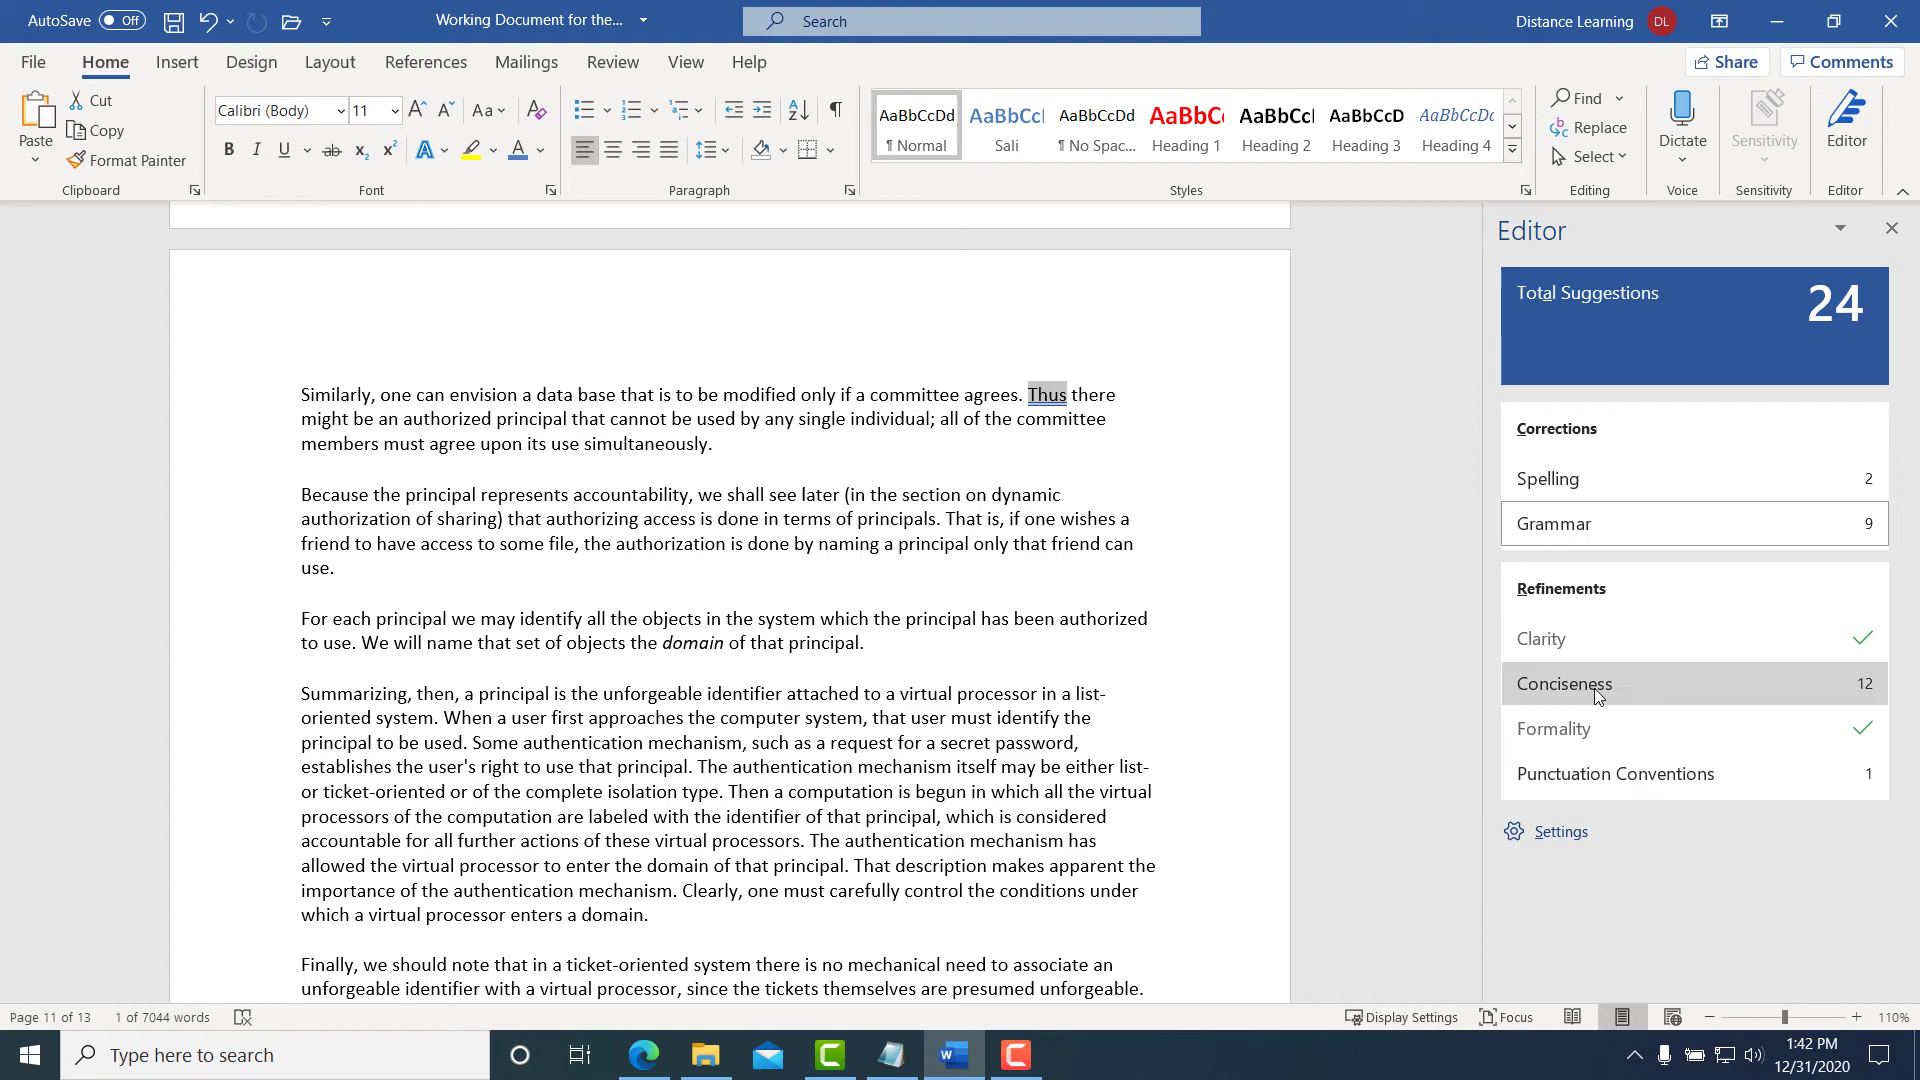 AutoSave Off Working Document for the... Search Distance Learning DL
File Home Insert Design Layout References Mailings Review View Help Share Comments
Paste
Cut
Copy
Format Painter
Clipboard
Calibri (Body) 11
Aa
B I U ab x₂ x² A A
Font
Paragraph
AaBbCcDd AaBbCcI AaBbCcDd AaBbC AaBbCcI AaBbCcD AaBbCcDc
¶ Normal Sali ¶ No Spac... Heading 1 Heading 2 Heading 3 Heading 4
Styles
Find
Replace
Select
Editing
Dictate
Voice
Sensitivity
Sensitivity
Editor
Editor
Similarly, one can envision a data base that is to be modified only if a committee agrees. Thus there
might be an authorized principal that cannot be used by any single individual; all of the committee
members must agree upon its use simultaneously.
Because the principal represents accountability, we shall see later (in the section on dynamic
authorization of sharing) that authorizing access is done in terms of principals. That is, if one wishes a
friend to have access to some file, the authorization is done by naming a principal only that friend can
use.
For each principal we may identify all the objects in the system which the principal has been authorized
to use. We will name that set of objects the domain of that principal.
Summarizing, then, a principal is the unforgeable identifier attached to a virtual processor in a list-
oriented system. When a user first approaches the computer system, that user must identify the
principal to be used. Some authentication mechanism, such as a request for a secret password,
establishes the user's right to use that principal. The authentication mechanism itself may be either list-
or ticket-oriented or of the complete isolation type. Then a computation is begun in which all the virtual
processors of the computation are labeled with the identifier of that principal, which is considered
accountable for all further actions of these virtual processors. The authentication mechanism has
allowed the virtual processor to enter the domain of that principal. That description makes apparent the
importance of the authentication mechanism. Clearly, one must carefully control the conditions under
which a virtual processor enters a domain.
Finally, we should note that in a ticket-oriented system there is no mechanical need to associate an
unforgeable identifier with a virtual processor, since the tickets themselves are presumed unforgeable.
Editor
Total Suggestions 24
Corrections
Spelling 2
Grammar 9
Refinements
Clarity
Conciseness 12
Formality
Punctuation Conventions 1
Settings
Page 11 of 13 1 of 7044 words Display Settings Focus 110%
Type here to search
1:42 PM
12/31/2020